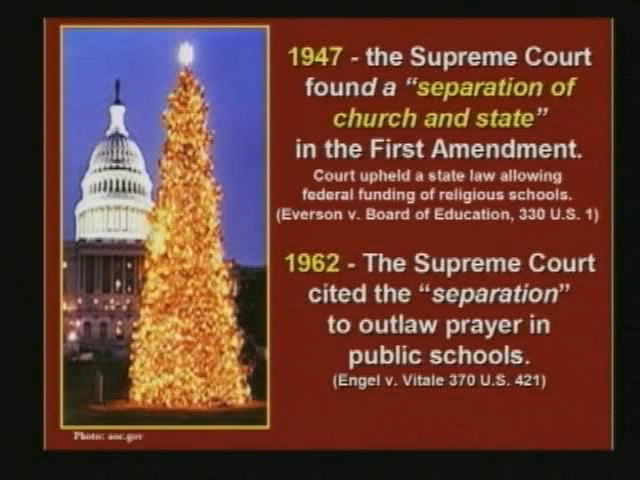 1947 - the Supreme Court
found a “separation of
church and state”
in the First Amendment.
Court upheld a state law allowing
federal funding of religious schools.
(Everson v. Board of Education, 330 U.S. 1)
1962 - The Supreme Court
cited the “separation”
to outlaw prayer in
public schools.
(Engel v. Vitale 370 U.S. 421)
Photo: aoc.gov